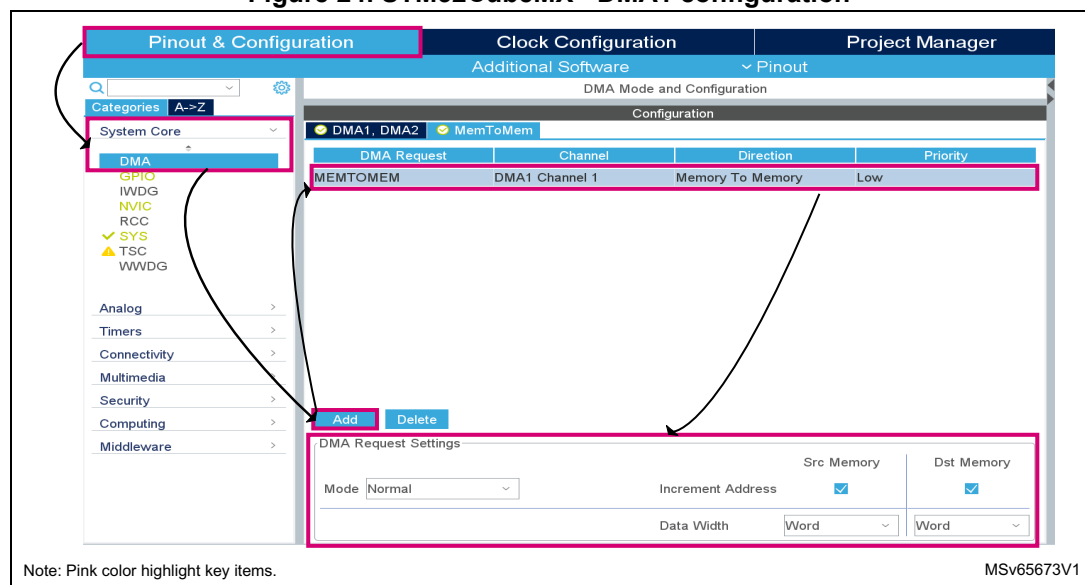 Pinout & Configuration Clock Configuration Project Manager
Additional Software Pinout
DMA Mode and Configuration
Categories A->Z
Configuration
System Core
DMA1, DMA2 MemToMem
DMA Request Channel Direction Priority
DMA
MEMTOMEM DMA1 Channel 1 Memory To Memory Low
GPIO
IWDG
NVIC
RCC
SYS
TSC
WWDG
Analog
Timers
Connectivity
Multimedia
Security
Computing
Middleware
Add Delete
DMA Request Settings
Src Memory Dst Memory
Mode Normal Increment Address
Data Width Word Word
Note: Pink color highlight key items. MSv65673V1